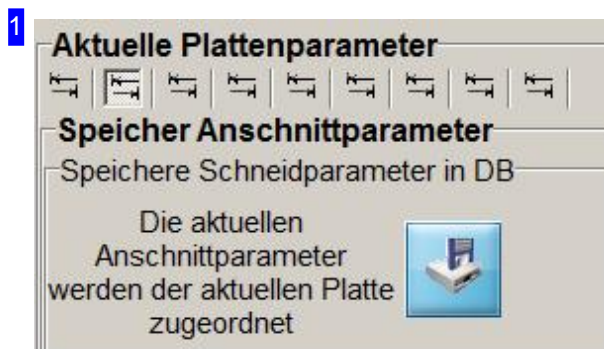 1
Aktuelle Plattenparameter
Speicher Anschnittparameter
Speichere Schneidparameter in DB
Die aktuellen
Anschnittparameter
werden der aktuellen Platte
zugeordnet